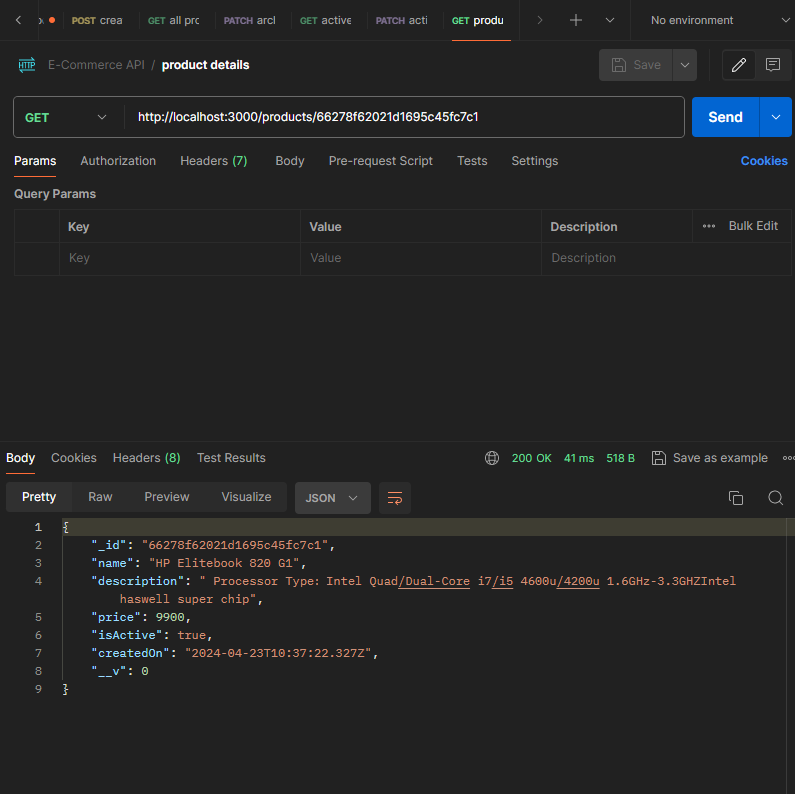 POST crea GET all pro PATCH arcl GET active PATCH acti GET produ No environment
HTTP E-Commerce API / product details Save
GET http://localhost:3000/products/66278f62021d1695c45fc7c1 Send
Params Authorization Headers (7) Body Pre-request Script Tests Settings Cookies
Query Params
Key Value Description Bulk Edit
Key Value Description
Body Cookies Headers (8) Test Results 200 OK 41 ms 518 B Save as example
Pretty Raw Preview Visualize JSON
1 {
2 "_id": "66278f62021d1695c45fc7c1",
3 "name": "HP Elitebook 820 G1",
4 "description": " Processor Type: Intel Quad/Dual-Core i7/i5 4600u/4200u 1.6GHz-3.3GHZIntel
haswell super chip",
5 "price": 9900,
6 "isActive": true,
7 "createdOn": "2024-04-23T10:37:22.327Z",
8 "__v": 0
9 }